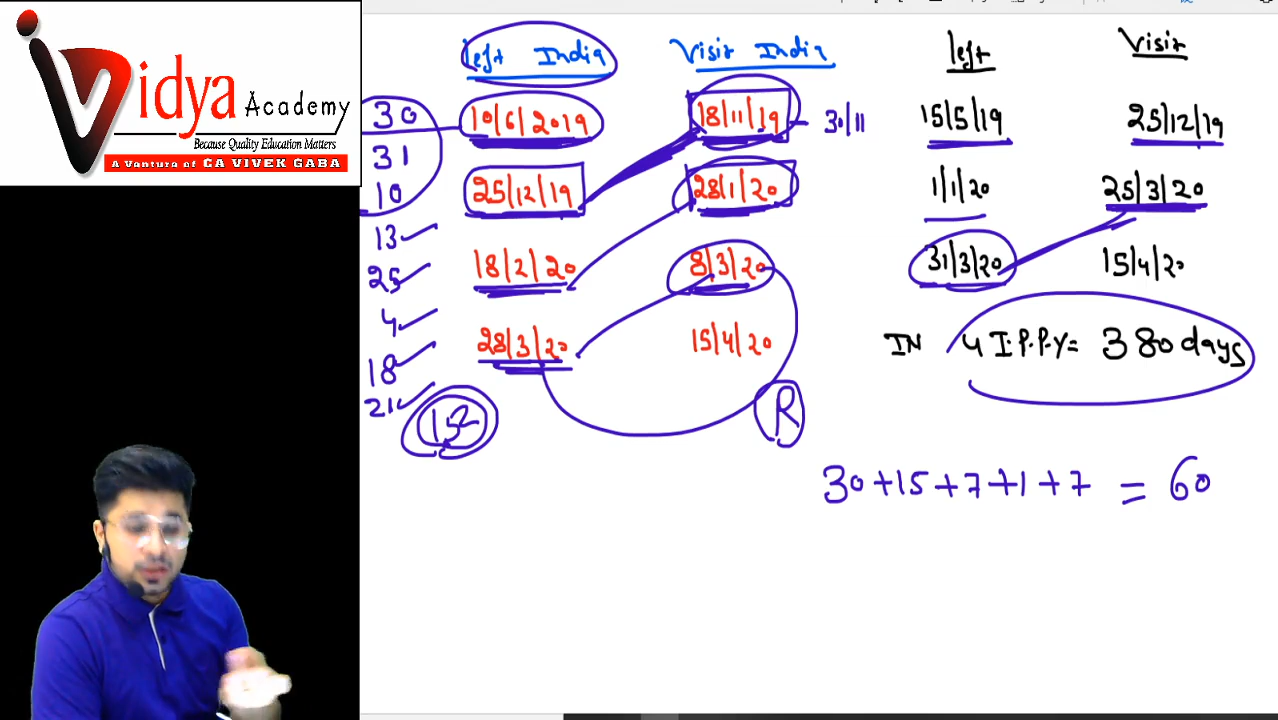 Vidya Academy
Because Quality Education Matters
A Ventura of CA VIVEK GABA
left India
Visit India
10/6/2019
18/11/19
30/11
25/12/19
28/1/20
18/2/20
8/3/20
28/3/20
15/4/20
30
31
10
13
25
4
18
21
152
R
left
Visit
15/5/19
25/12/19
1/1/20
25/3/20
31/3/20
15/4/20
IN 4 I.P.P.Y= 380 days
30+15+7+1+7 = 60